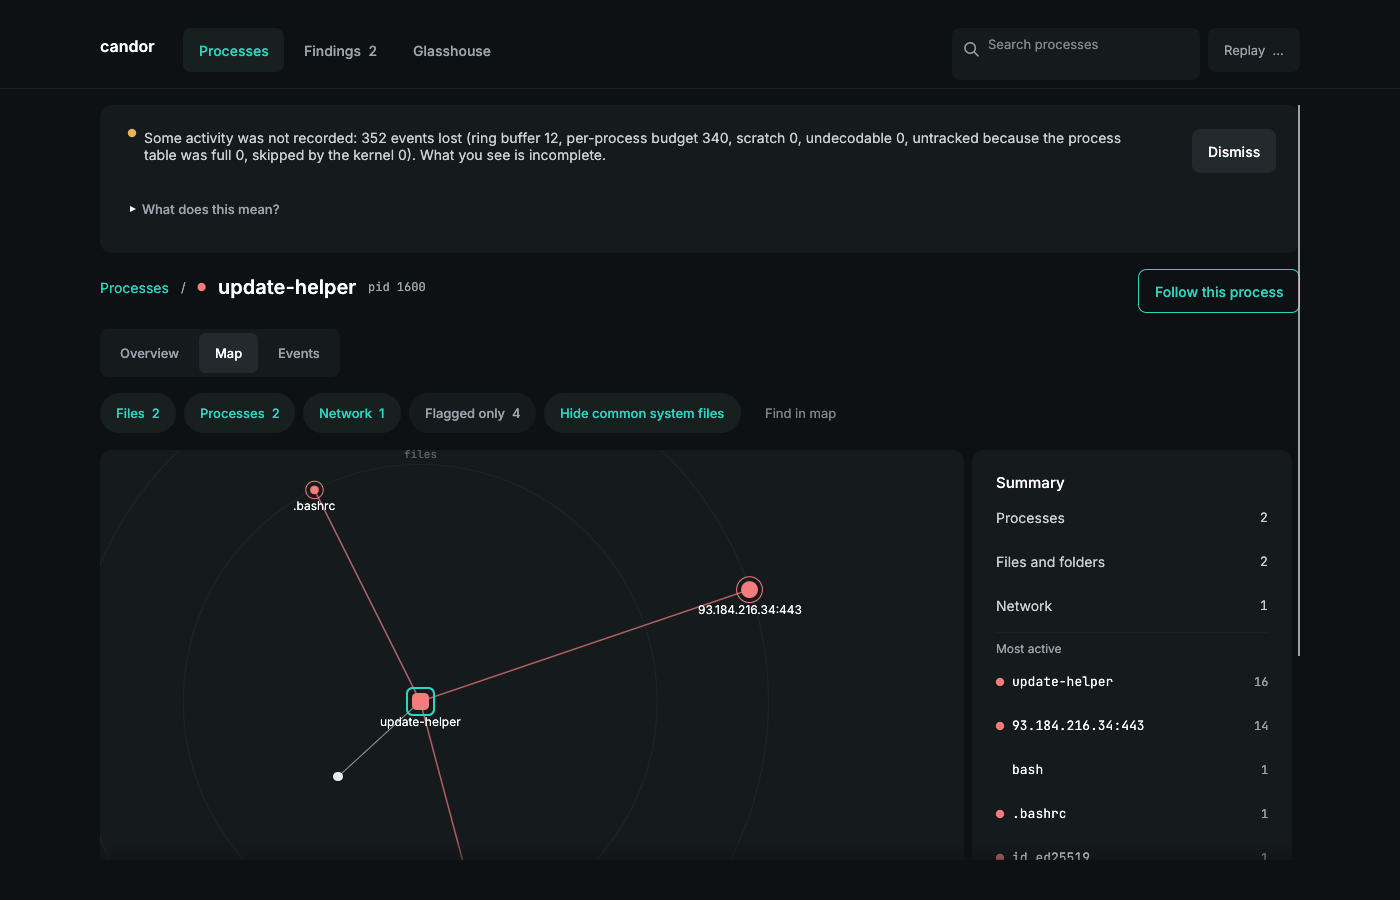 candor
Processes
Findings 2
Glasshouse
Search processes
Replay ...
Some activity was not recorded: 352 events lost (ring buffer 12, per-process budget 340, scratch 0, undecodable 0, untracked because the process
table was full 0, skipped by the kernel 0). What you see is incomplete.
Dismiss
What does this mean?
Processes / update-helper pid 1600
Follow this process
Overview
Map
Events
Files 2
Processes 2
Network 1
Flagged only 4
Hide common system files
Find in map
files
.bashrc
93.184.216.34:443
update-helper
Summary
Processes 2
Files and folders 2
Network 1
Most active
update-helper 16
93.184.216.34:443 14
bash 1
.bashrc 1
id_ed25519 1